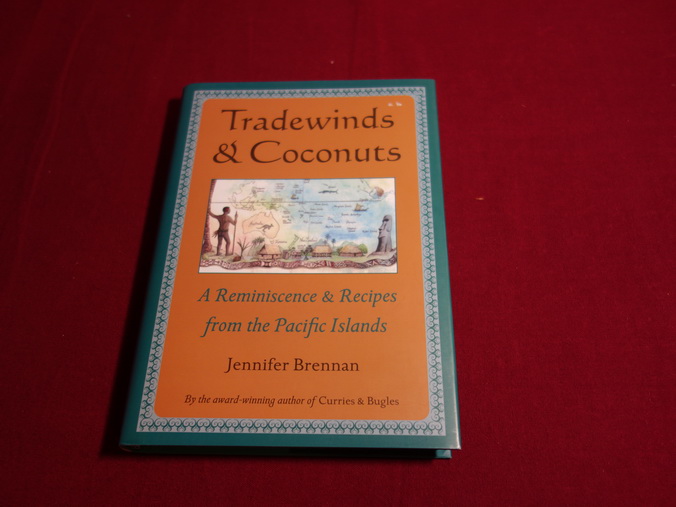 Tradewinds
& Coconuts
A Reminiscence & Recipes
from the Pacific Islands
Jennifer Brennan
By the award-winning author of Curries & Bugles